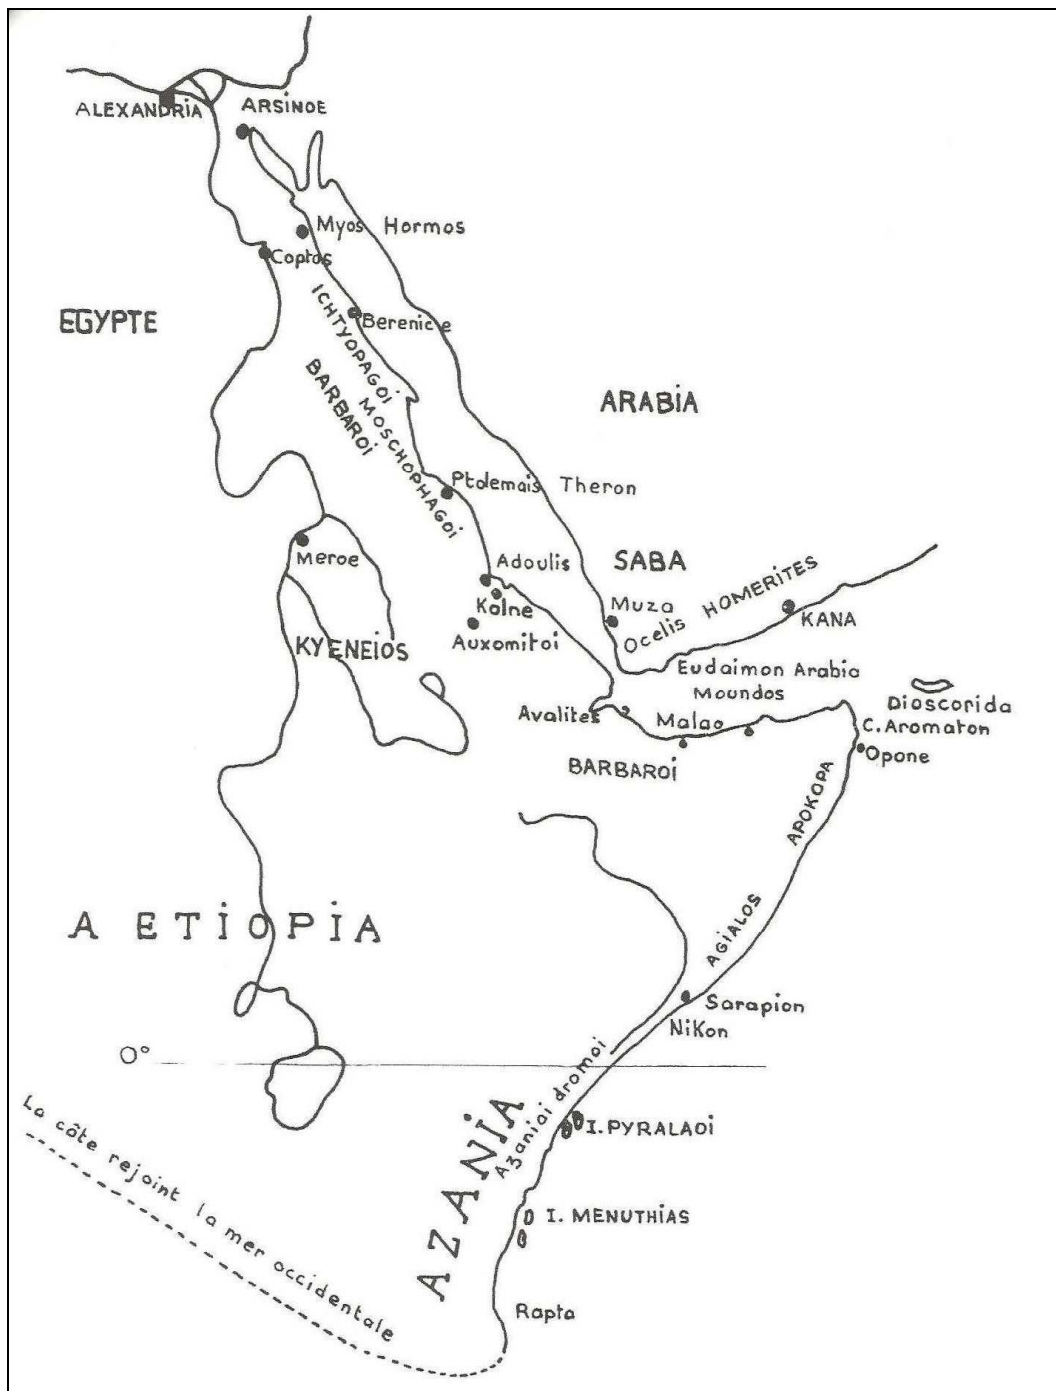 ALEXANDRIA
ARSINOE
Myos Hormos
Coptos
EGYPTE
ICHTYOPAGOI
Berenice
BARBAROI
MOSCHOPHAGOI
ARABIA
Ptolemais Theron
Meroe
Adoulis
SABA
Kolne
Muza
HOMERITES
Auxomitoi
Ocelis
KANA
KYENEIOS
Eudaimon Arabia
Moundos
Dioscorida
Avalites
Malao
C. Aromaton
Opone
BARBAROI
APOKOPA
AETIOPIA
AGIALOS
Sarapion
Nikon
0°
Azaniai dromoi
AZANIA
I. PYRALAOI
La côte rejoint la mer occidentale
I. MENUTHIAS
Rapta